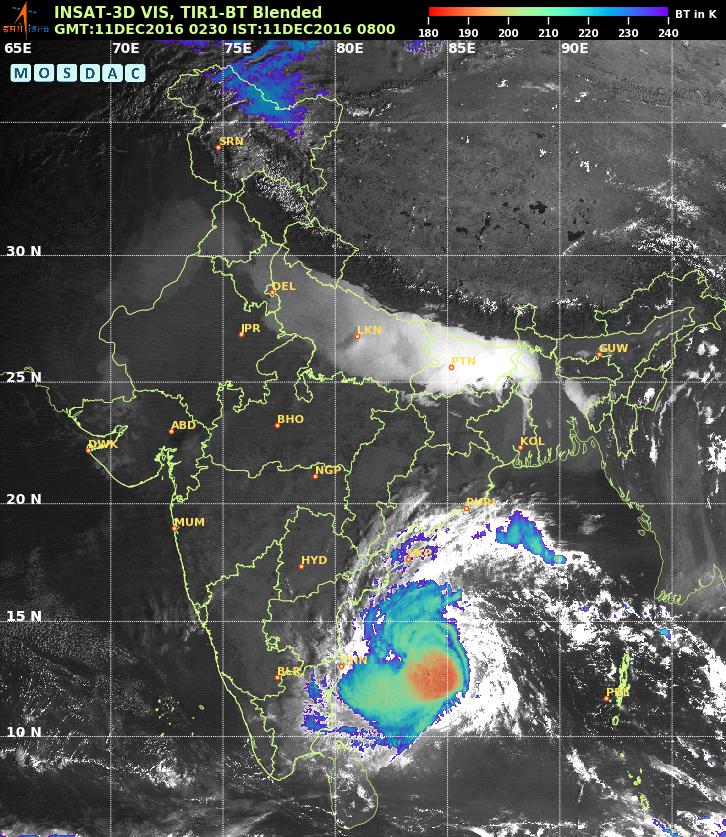 INSAT-3D VIS, TIR1-BT Blended
GMT:11DEC2016 0230 IST:11DEC2016 0800
BT in K
180 190 200 210 220 230 240
65E 70E 75E 80E 85E 90E
MOSDAC
SRN
30 N
DEL
JPR LKN
GUW
PTN
25 N
ABD BHO
DWK KOL
NGP
20 N
PURI
MUM
HYD
15 N
BLR
10 N